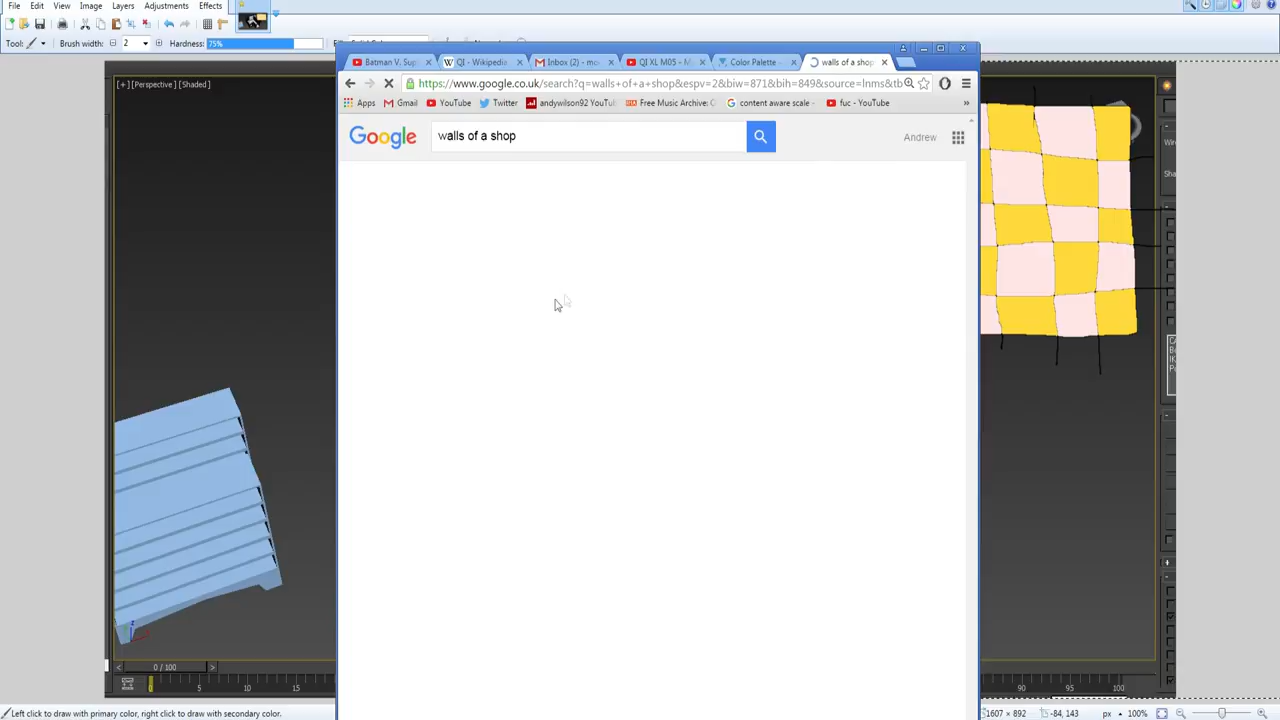 File Edit View Image Layers Adjustments Effects
Tool: Brush width: 2 Hardness: 75%
Batman V. Sup QI - Wikipedia Inbox (2) - mo QI XL M05 - M Color Palette - walls of a shop
https://www.google.co.uk/search?q=walls+of+a+shop&espv=2&biw=871&bih=849&source=lnms&tb
Apps Gmail YouTube Twitter andywilson92 YouTu Free Music Archive: content aware scale - fuc - YouTube »
[+] [Perspective] [Shaded]
Google walls of a shop Andrew
0 / 100
0 5 10 15 90 95 100
Left click to draw with primary color, right click to draw with secondary color. 1607 × 892 -84, 143 px 100%